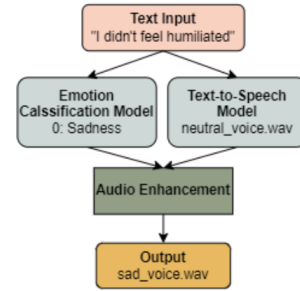 Text Input
"I didn't feel humiliated"
Emotion
Calssification Model
0: Sadness
Text-to-Speech
Model
neutral_voice.wav
Audio Enhancement
Output
sad_voice.wav